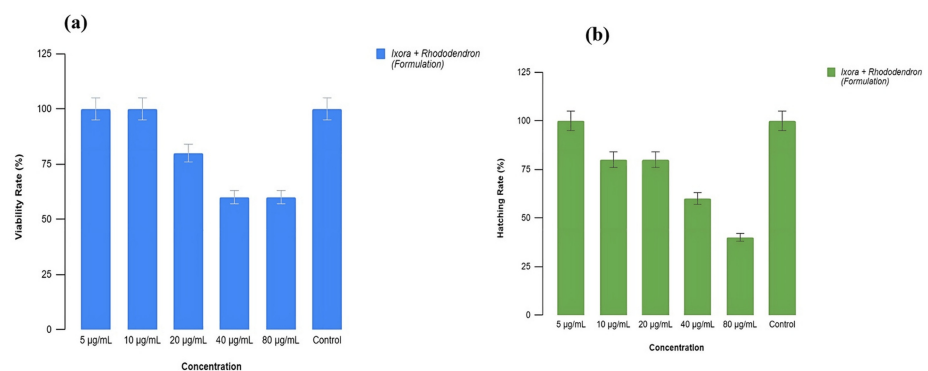 (a)
125
100
75
50
25
0
Viability Rate (%)
5 µg/mL 10 µg/mL 20 µg/mL 40 µg/mL 80 µg/mL Control
Concentration
Ixora + Rhododendron
(Formulation)
(b)
125
100
75
50
25
0
Hatching Rate (%)
5 µg/mL 10 µg/mL 20 µg/mL 40 µg/mL 80 µg/mL Control
Concentration
Ixora + Rhododendron
(Formulation)